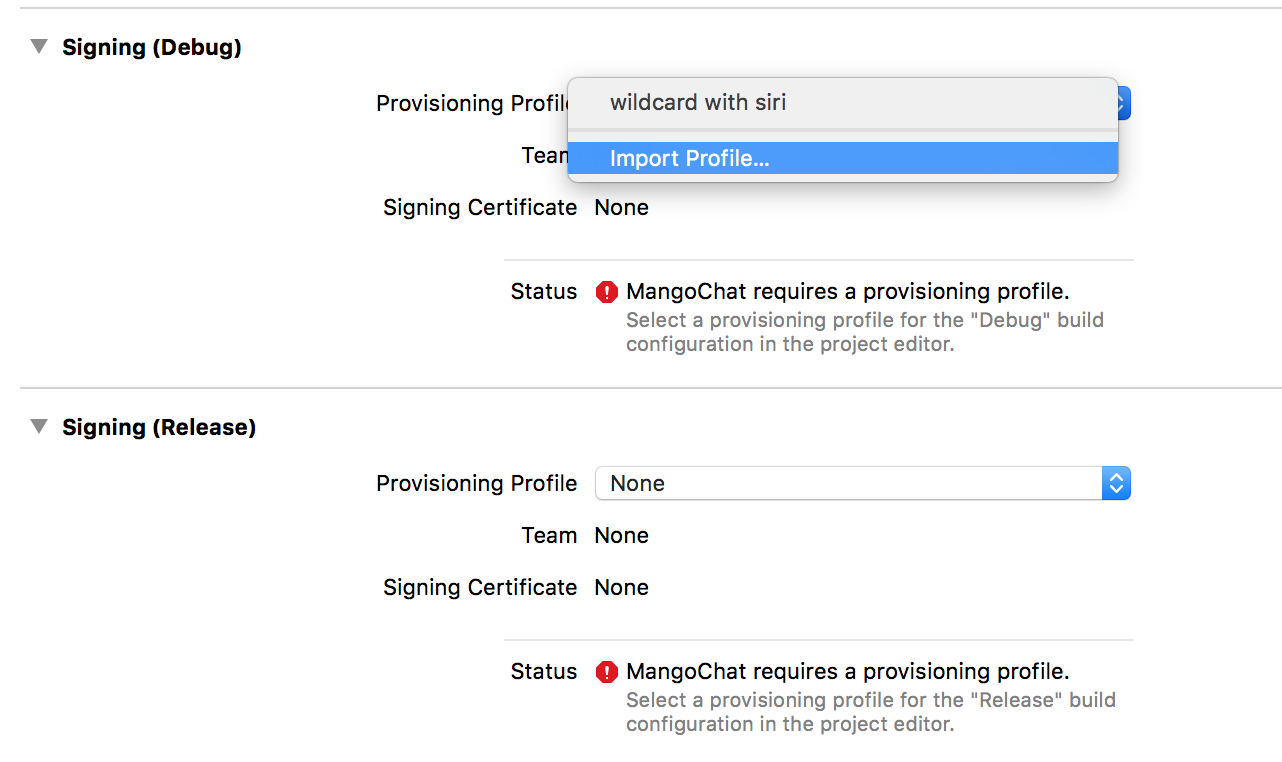 Signing (Debug)
Provisioning Profile
wildcard with siri
Team
Import Profile...
Signing Certificate None
Status MangoChat requires a provisioning profile.
Select a provisioning profile for the "Debug" build
configuration in the project editor.
Signing (Release)
Provisioning Profile None
Team None
Signing Certificate None
Status MangoChat requires a provisioning profile.
Select a provisioning profile for the "Release" build
configuration in the project editor.